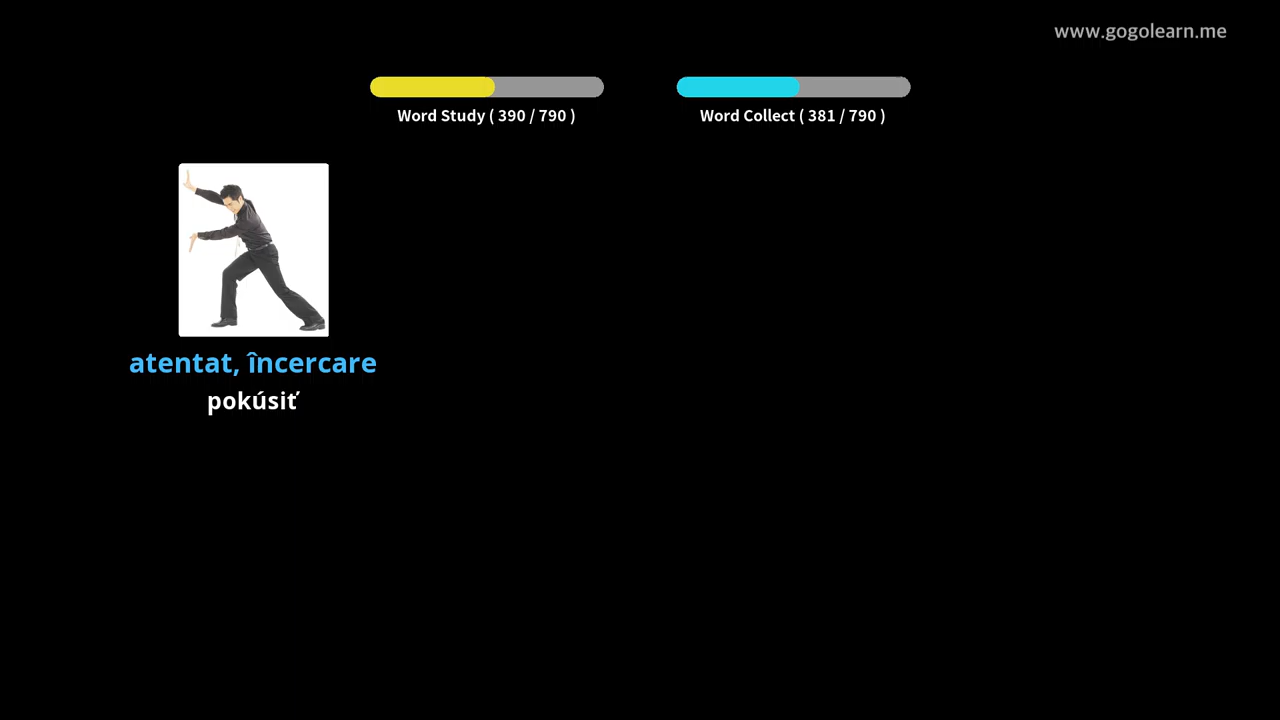 www.gogolearn.me
Word Study ( 390 / 790 )
Word Collect ( 381 / 790 )
atentat, încercare
pokúsiť